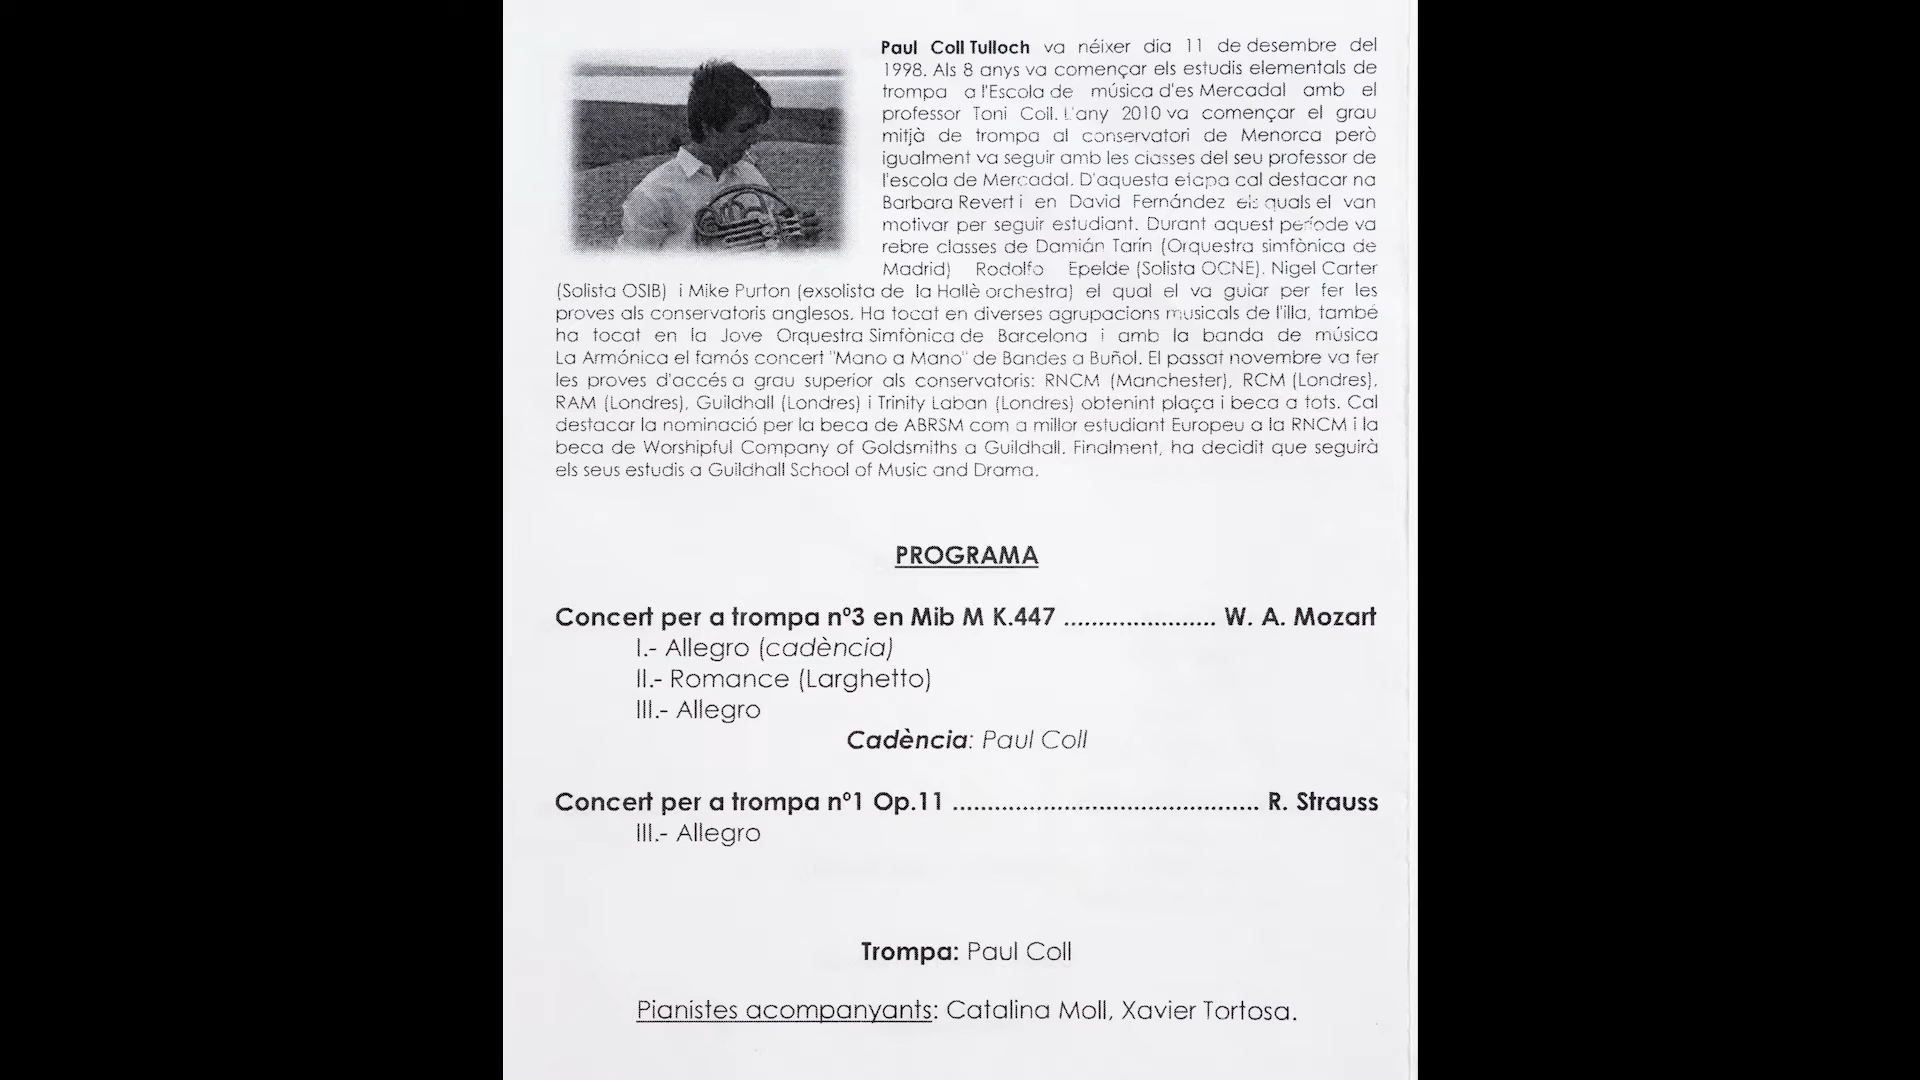 Paul Coll Tulloch va néixer dia 11 de desembre del
1998. Als 8 anys va començar els estudis elementals de
trompa a l'Escola de música d'es Mercadal amb el
professor Toni Coll. L'any 2010 va començar el grau
mitjà de trompa al conservatori de Menorca però
igualment va seguir amb les classes del seu professor de
l'escola de Mercadal. D'aquesta etapa cal destacar na
Barbara Revert i en David Fernández els quals el van
motivar per seguir estudiant. Durant aquest període va
rebre classes de Damián Tarín (Orquestra simfònica de
Madrid) Rodolfo Epelde (Solista OCNE). Nigel Carter
(Solista OSIB) i Mike Purton (exsolista de la Hallè orchestra) el qual el va guiar per fer les
proves als conservatoris anglesos. Ha tocat en diverses agrupacions musicals de l'illa, també
ha tocat en la Jove Orquestra Simfònica de Barcelona i amb la banda de música
La Armónica el famós concert "Mano a Mano" de Bandes a Buñol. El passat novembre va fer
les proves d'accés a grau superior als conservatoris: RNCM (Manchester), RCM (Londres),
RAM (Londres), Guildhall (Londres) i Trinity Laban (Londres) obtenint plaça i beca a tots. Cal
destacar la nominació per la beca de ABRSM com a millor estudiant Europeu a la RNCM i la
beca de Worshipful Company of Goldsmiths a Guildhall. Finalment, ha decidit que seguirà
els seus estudis a Guildhall School of Music and Drama.
PROGRAMA
Concert per a trompa nº3 en Mib M K.447 ...................... W. A. Mozart
I.- Allegro (cadència)
II.- Romance (Larghetto)
III.- Allegro
Cadència: Paul Coll
Concert per a trompa nº1 Op.11 ............................................ R. Strauss
III.- Allegro
Trompa: Paul Coll
Pianistes acompanyants: Catalina Moll, Xavier Tortosa.